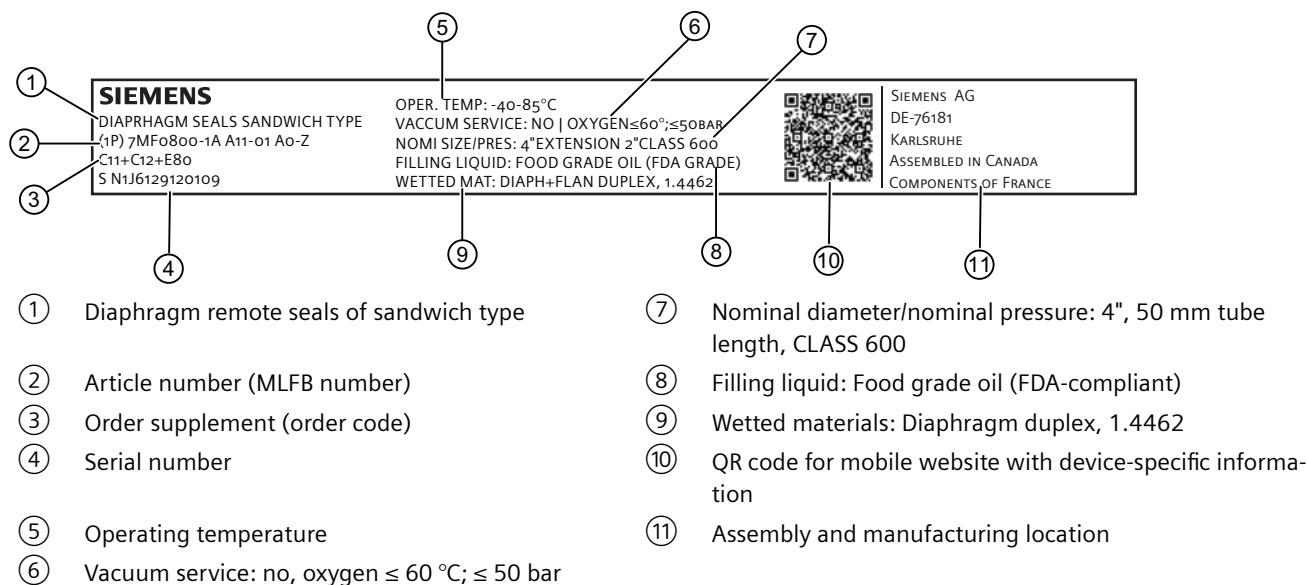 ⑤ ⑥ ⑦
①
②
③
SIEMENS
DIAPRHAGM SEALS SANDWICH TYPE
(1P) 7MF0800-1A A11-01 A0-Z
C11+C12+E80
S N1J6129120109
OPER. TEMP: -40-85°C
VACCUM SERVICE: NO | OXYGEN≤60°;≤50BAR
NOMI SIZE/PRES: 4"EXTENSION 2"CLASS 600
FILLING LIQUID: FOOD GRADE OIL (FDA GRADE)
WETTED MAT: DIAPH+FLAN DUPLEX, 1.4462
SIEMENS AG
DE-76181
KARLSRUHE
ASSEMBLED IN CANADA
COMPONENTS OF FRANCE
④ ⑨ ⑧ ⑩ ⑪
① Diaphragm remote seals of sandwich type
⑦ Nominal diameter/nominal pressure: 4", 50 mm tube
length, CLASS 600
② Article number (MLFB number)
⑧ Filling liquid: Food grade oil (FDA-compliant)
③ Order supplement (order code)
⑨ Wetted materials: Diaphragm duplex, 1.4462
④ Serial number
⑩ QR code for mobile website with device-specific informa-
tion
⑤ Operating temperature
⑪ Assembly and manufacturing location
⑥ Vacuum service: no, oxygen ≤ 60 °C; ≤ 50 bar